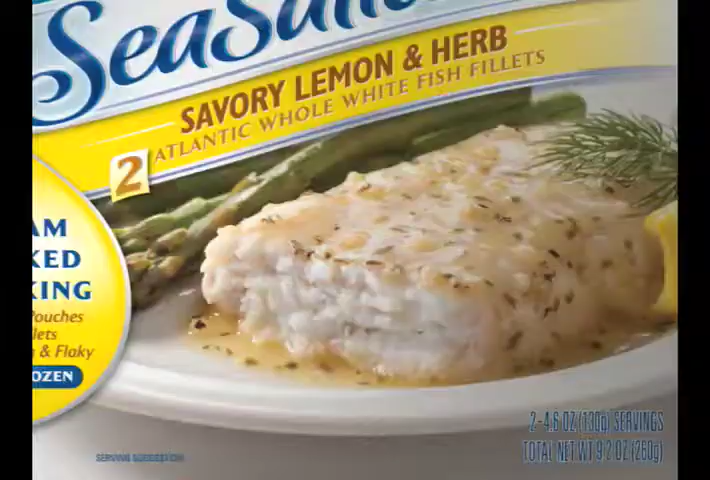 SAVORY LEMON & HERB
ATLANTIC WHOLE WHITE FISH FILLETS
2
AM
KED
KING
Pouches
lets
& Flaky
OZEN
2-4.6 OZ (130g) SERVINGS
TOTAL NET WT 9.2 OZ (260g)
SERVING SUGGESTION